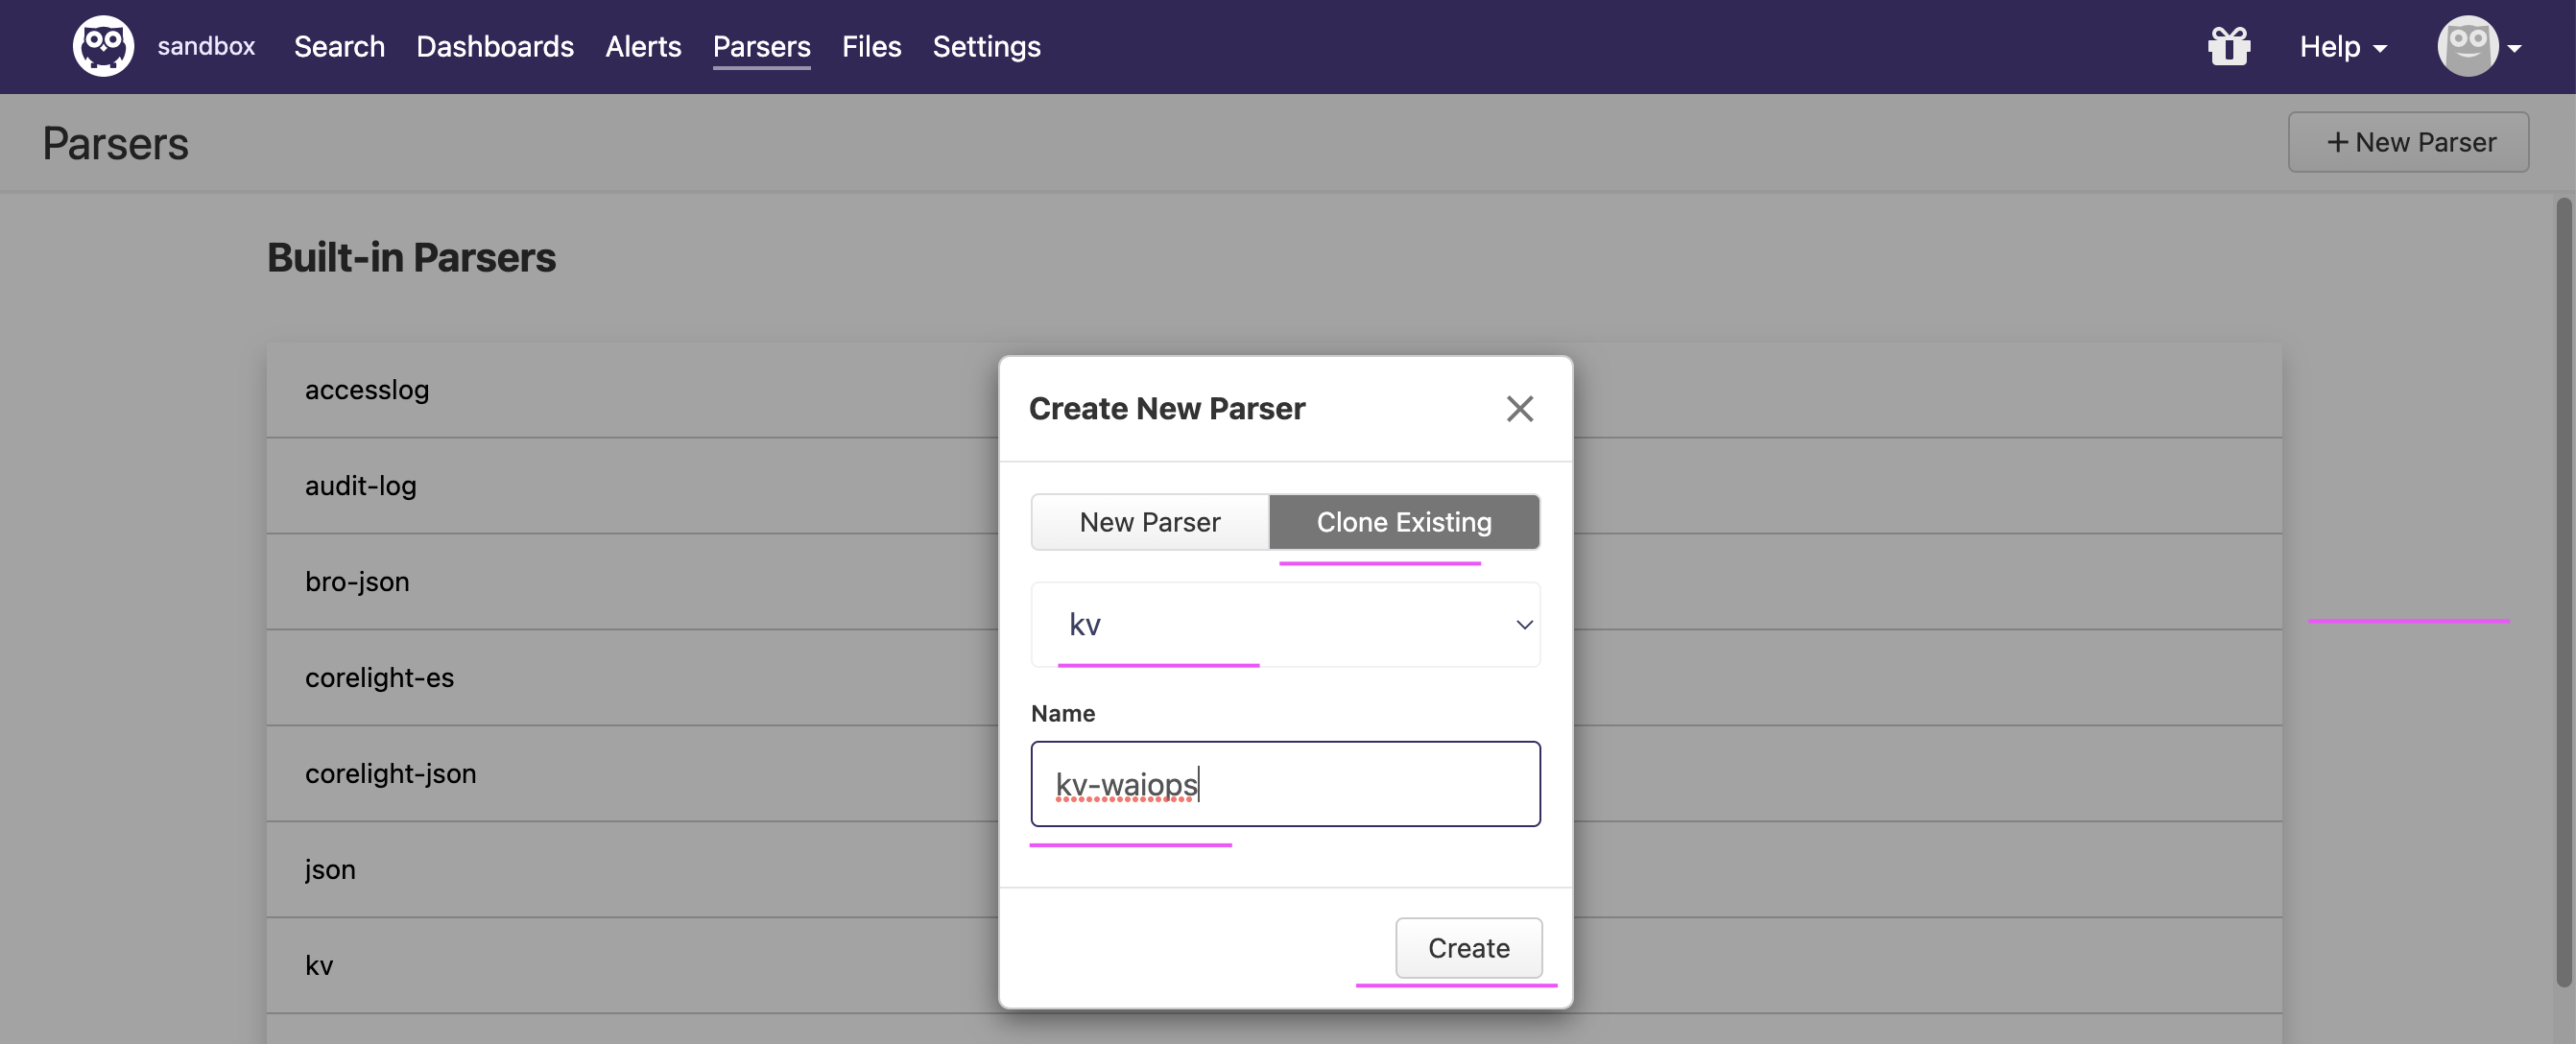 sandbox Search Dashboards Alerts Parsers Files Settings Help
Parsers
+ New Parser
Built-in Parsers
accesslog
audit-log
bro-json
corelight-es
corelight-json
json
kv
Create New Parser
New Parser Clone Existing
kv
Name
kv-waiops
Create